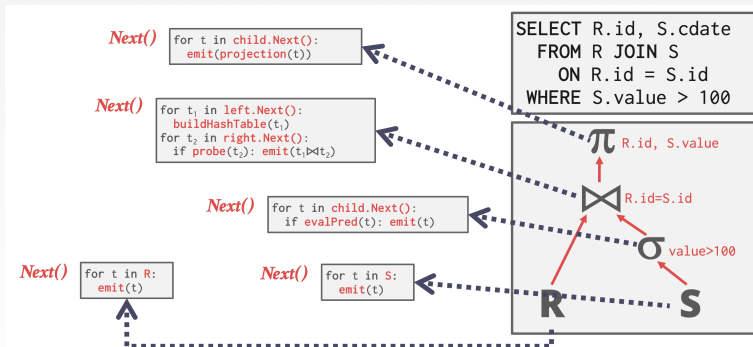 Next()
for t in child.Next():
emit(projection(t))
Next()
for t₁ in left.Next():
buildHashTable(t₁)
for t₂ in right.Next():
if probe(t₂): emit(t₁⨝t₂)
Next()
for t in child.Next():
if evalPred(t): emit(t)
Next()
for t in R:
emit(t)
Next()
for t in S:
emit(t)
SELECT R.id, S.cdate
FROM R JOIN S
ON R.id = S.id
WHERE S.value > 100
π R.id, S.value
⨝ R.id=S.id
σ value>100
R S